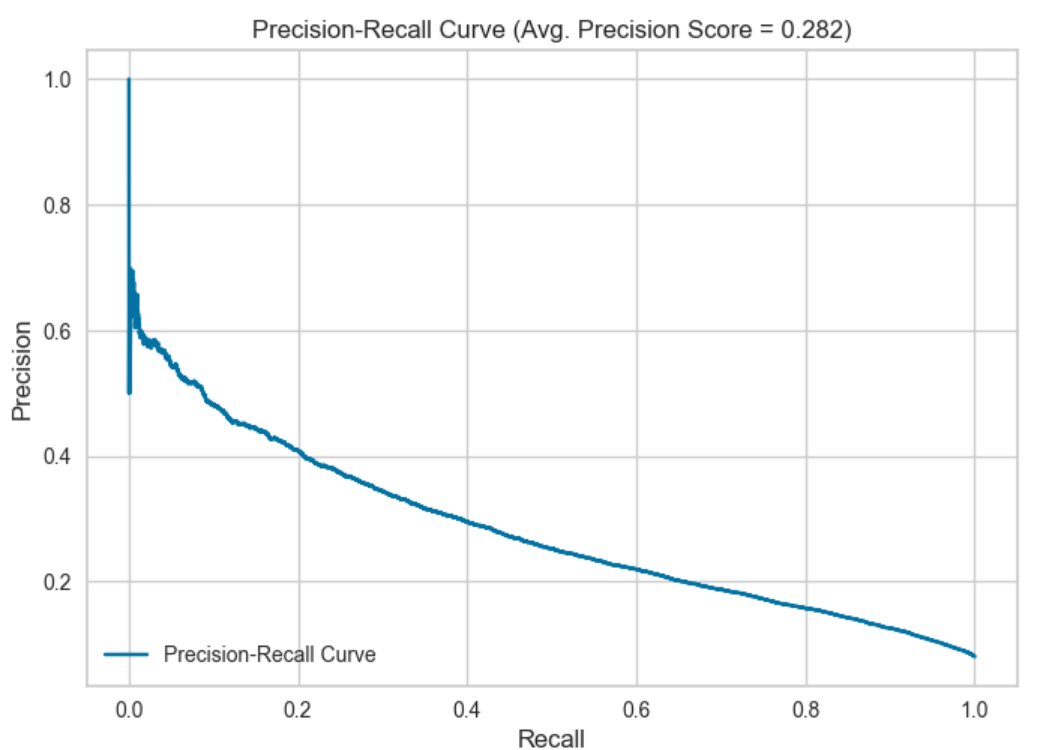 Precision-Recall Curve (Avg. Precision Score = 0.282)
1.0
0.8
0.6
0.4
0.2
Precision
Precision-Recall Curve
0.0 0.2 0.4 0.6 0.8 1.0
Recall